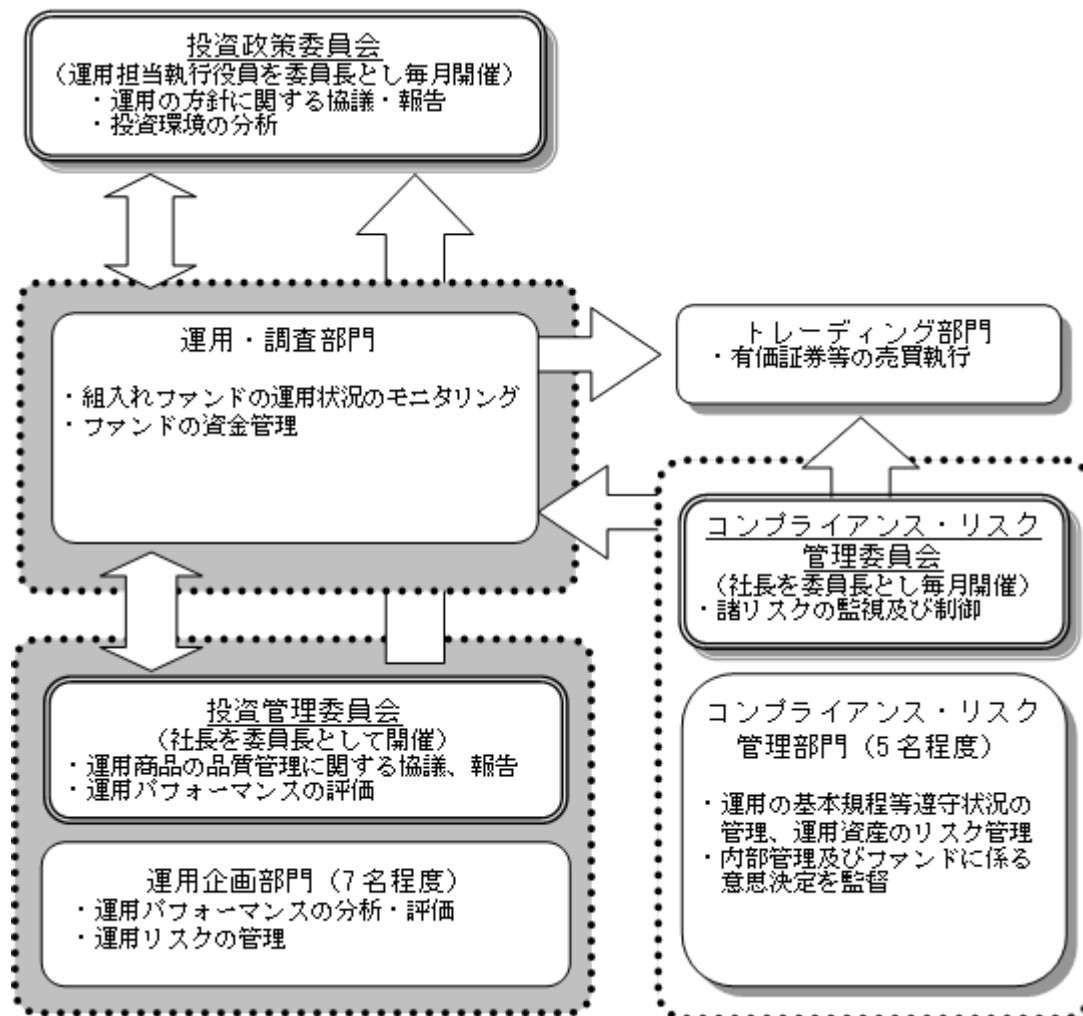 投資政策委員会
(運用担当執行役員を委員長とし毎月開催)
・運用の方針に関する協議・報告
・投資環境の分析
運用・調査部門
・組入れファンドの運用状況のモニタリング
・ファンドの資金管理
トレーディング部門
・有価証券等の売買執行
コンプライアンス・リスク
管理委員会
(社長を委員長とし毎月開催)
・諸リスクの監視及び制御
投資管理委員会
(社長を委員長として開催)
・運用商品の品質管理に関する協議、報告
・運用パフォーマンスの評価
コンプライアンス・リスク
管理部門(5名程度)
・運用の基本規程等遵守状況の
管理、運用資産のリスク管理
・内部管理及びファンドに係る
意思決定を監督
運用企画部門(7名程度)
・運用パフォーマンスの分析・評価
・運用リスクの管理